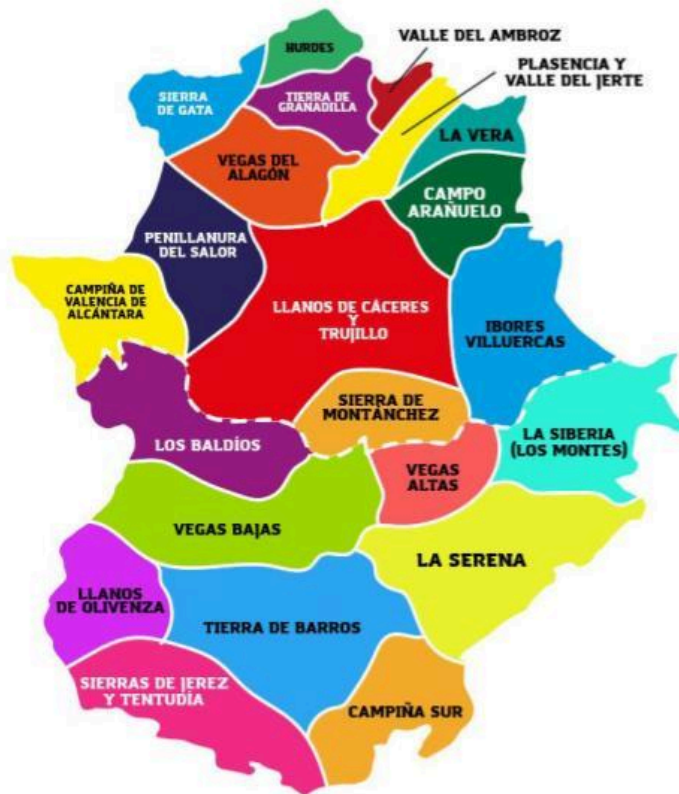 HURDES
VALLE DEL AMBROZ
PLASENCIA Y
VALLE DEL JERTE
SIERRA
DE GATA
TIERRA DE
GRANADILLA
LA VERA
VEGAS DEL
ALAGÓN
CAMPO
ARAÑUELO
PENILLANURA
DEL SALOR
CAMPIÑA DE
VALENCIA DE
ALCÁNTARA
LLANOS DE CÁCERES
Y
TRUJILLO
IBORES
VILLUERCAS
SIERRA DE
MONTÁNCHEZ
LOS BALDÍOS
LA SIBERIA
(LOS MONTES)
VEGAS
ALTAS
VEGAS BAJAS
LA SERENA
LLANOS
DE OLIVENZA
TIERRA DE BARROS
SIERRAS DE JEREZ
Y TENTUDÍA
CAMPIÑA SUR